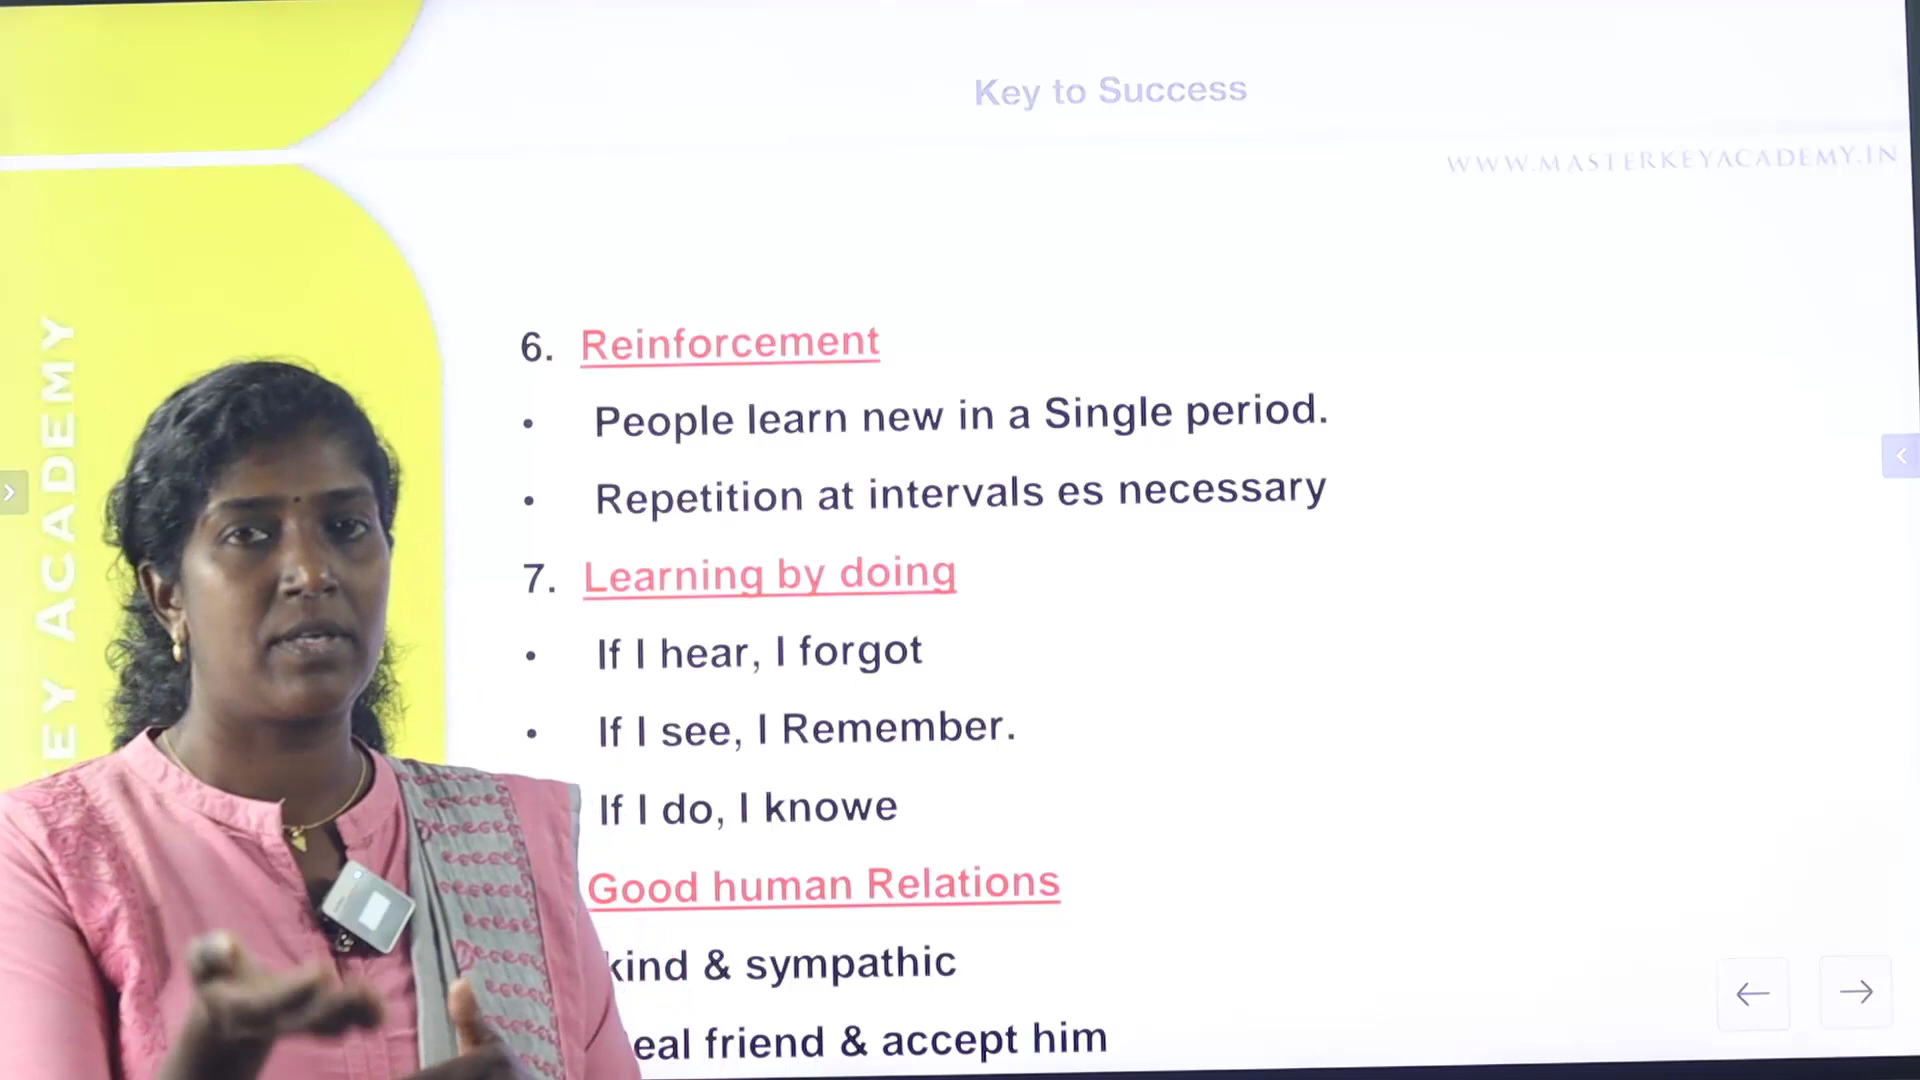 Key to Success
WWW.MASTERKEYACADEMY.IN
EY ACADEMY
6. Reinforcement
• People learn new in a Single period.
• Repetition at intervals es necessary
7. Learning by doing
• If I hear, I forgot
• If I see, I Remember.
If I do, I knowe
Good human Relations
kind & sympathic
eal friend & accept him